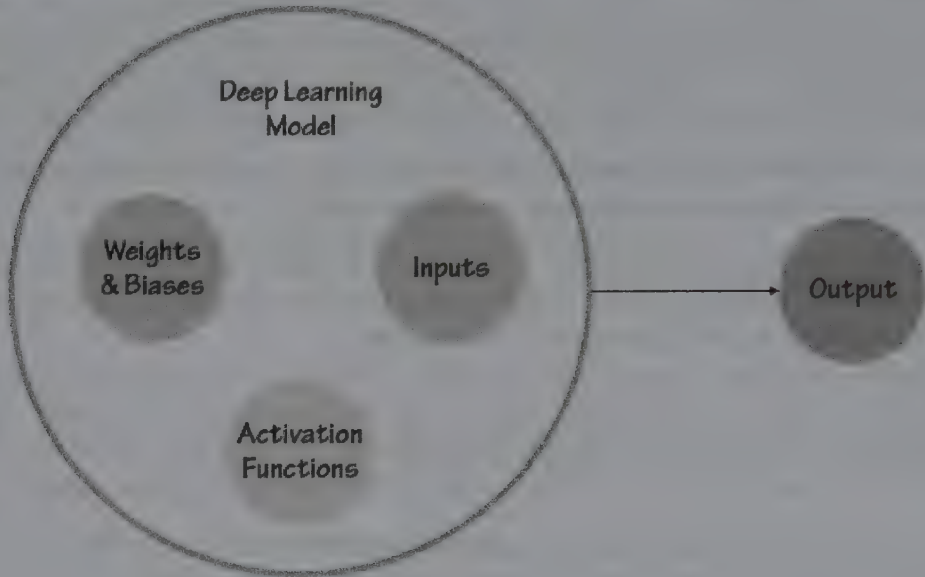 Deep Learning
Model
Weights
& Biases
Inputs
Output
Activation
Functions